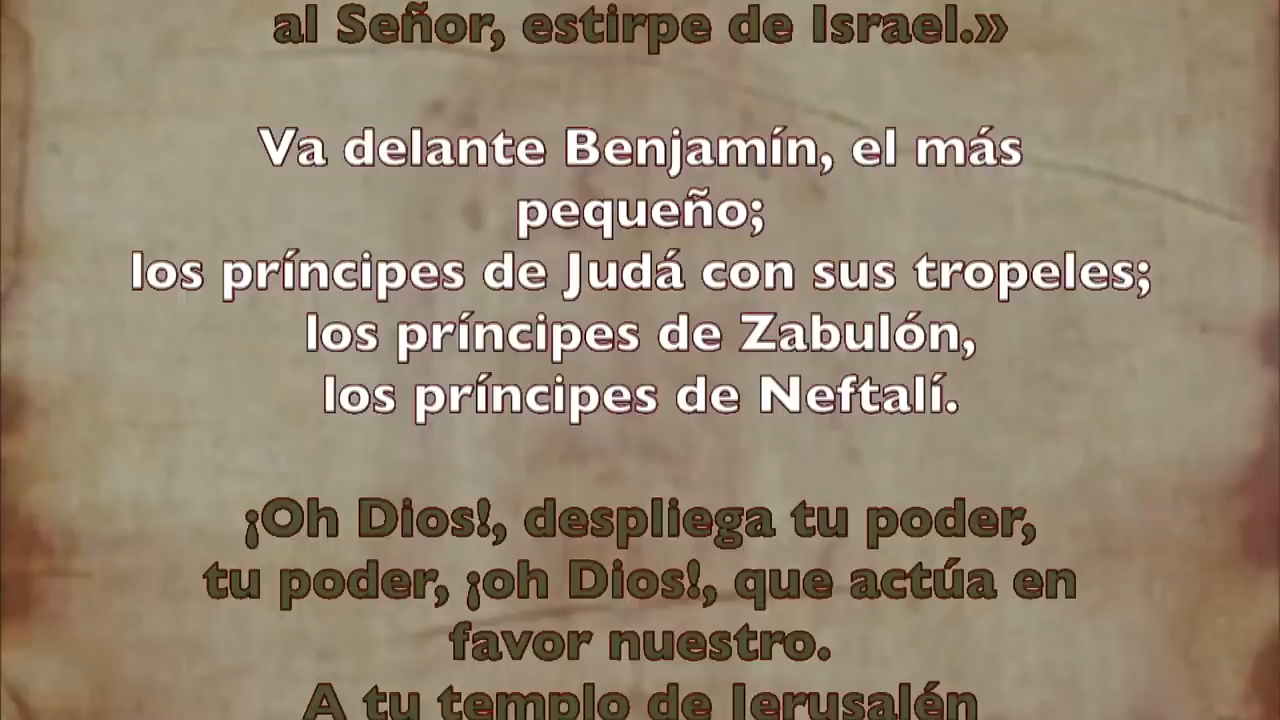 al Señor, estirpe de Israel.»
Va delante Benjamín, el más
pequeño;
los príncipes de Judá con sus tropeles;
los príncipes de Zabulón,
los príncipes de Neftalí.
¡Oh Dios!, despliega tu poder,
tu poder, ¡oh Dios!, que actúa en
favor nuestro.
A tu templo de Jerusalén